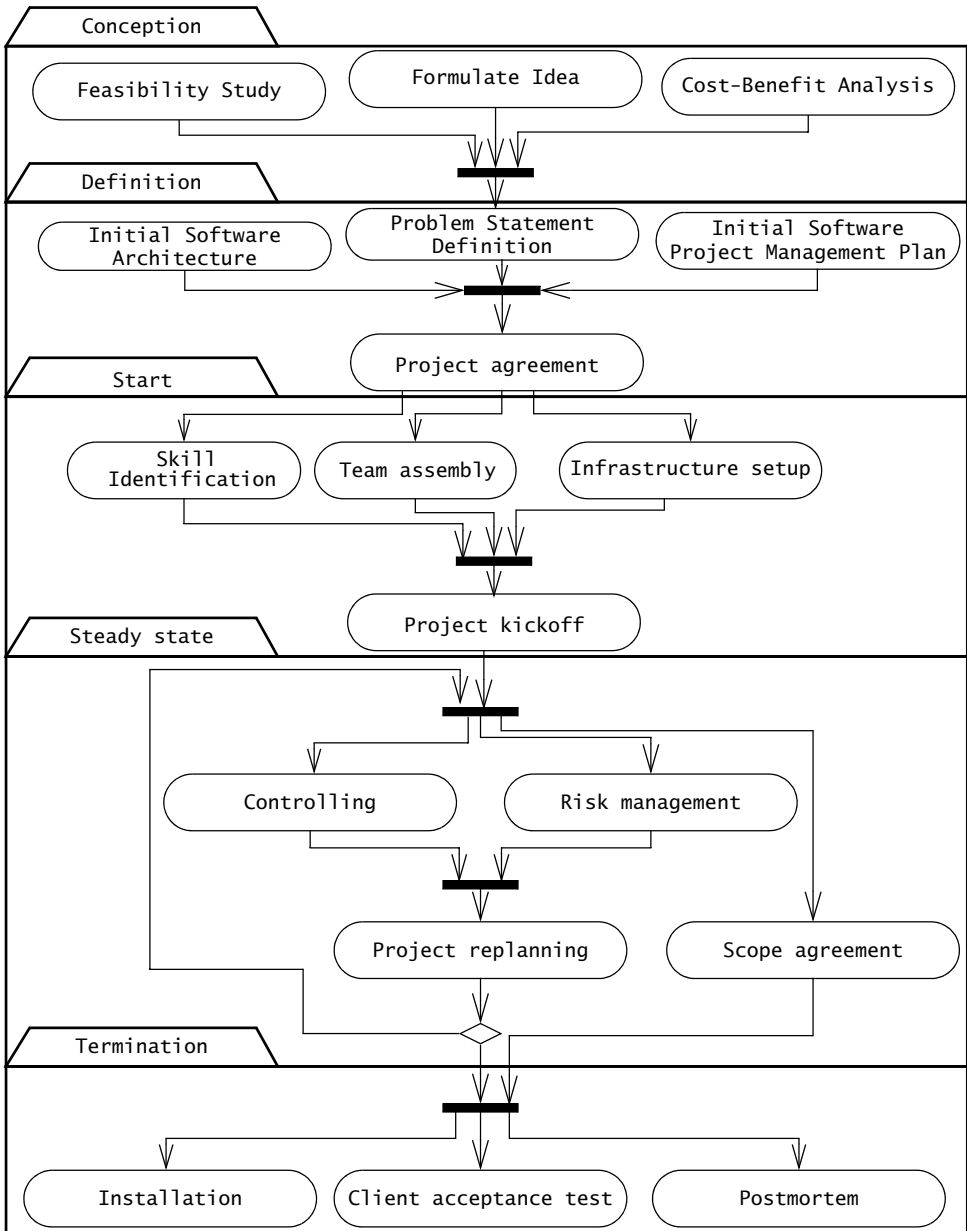 Conception
Feasibility Study
Formulate Idea
Cost-Benefit Analysis
Definition
Initial Software
Architecture
Problem Statement
Definition
Initial Software
Project Management Plan
Project agreement
Start
Skill
Identification
Team assembly
Infrastructure setup
Project kickoff
Steady state
Controlling
Risk management
Project replanning
Scope agreement
Termination
Installation
Client acceptance test
Postmortem